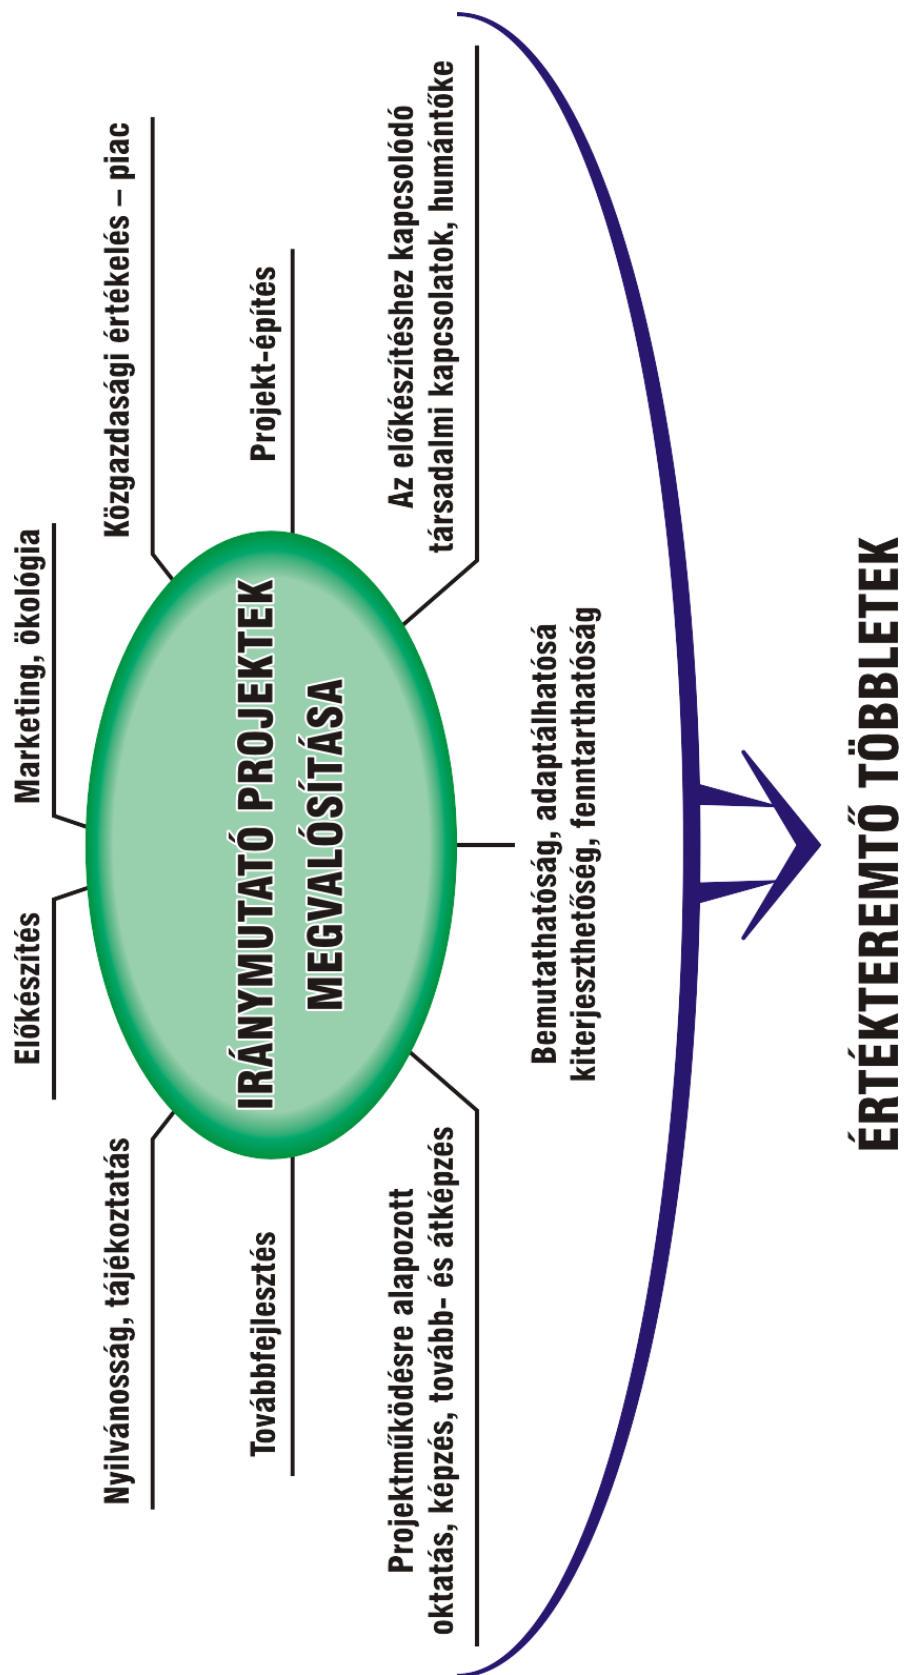 Előkészítés
Marketing, ökológia
Nyilvánosság, tájékoztatás
Közgazdasági értékelés – piac
Továbbfejlesztés
IRÁNYMUTATÓ PROJEKTEK
MEGVALÓSÍTÁSA
Projekt-építés
Projektműködésre alapozott
oktatás, képzés, tovább- és átképzés
Az előkészítéshez kapcsolódó
társadalmi kapcsolatok, humántőke
Bemutathatóság, adaptálhatósá
kiterjeszthetőség, fenntarthatóság
ÉRTÉKTEREMTŐ TÖBBLETEK